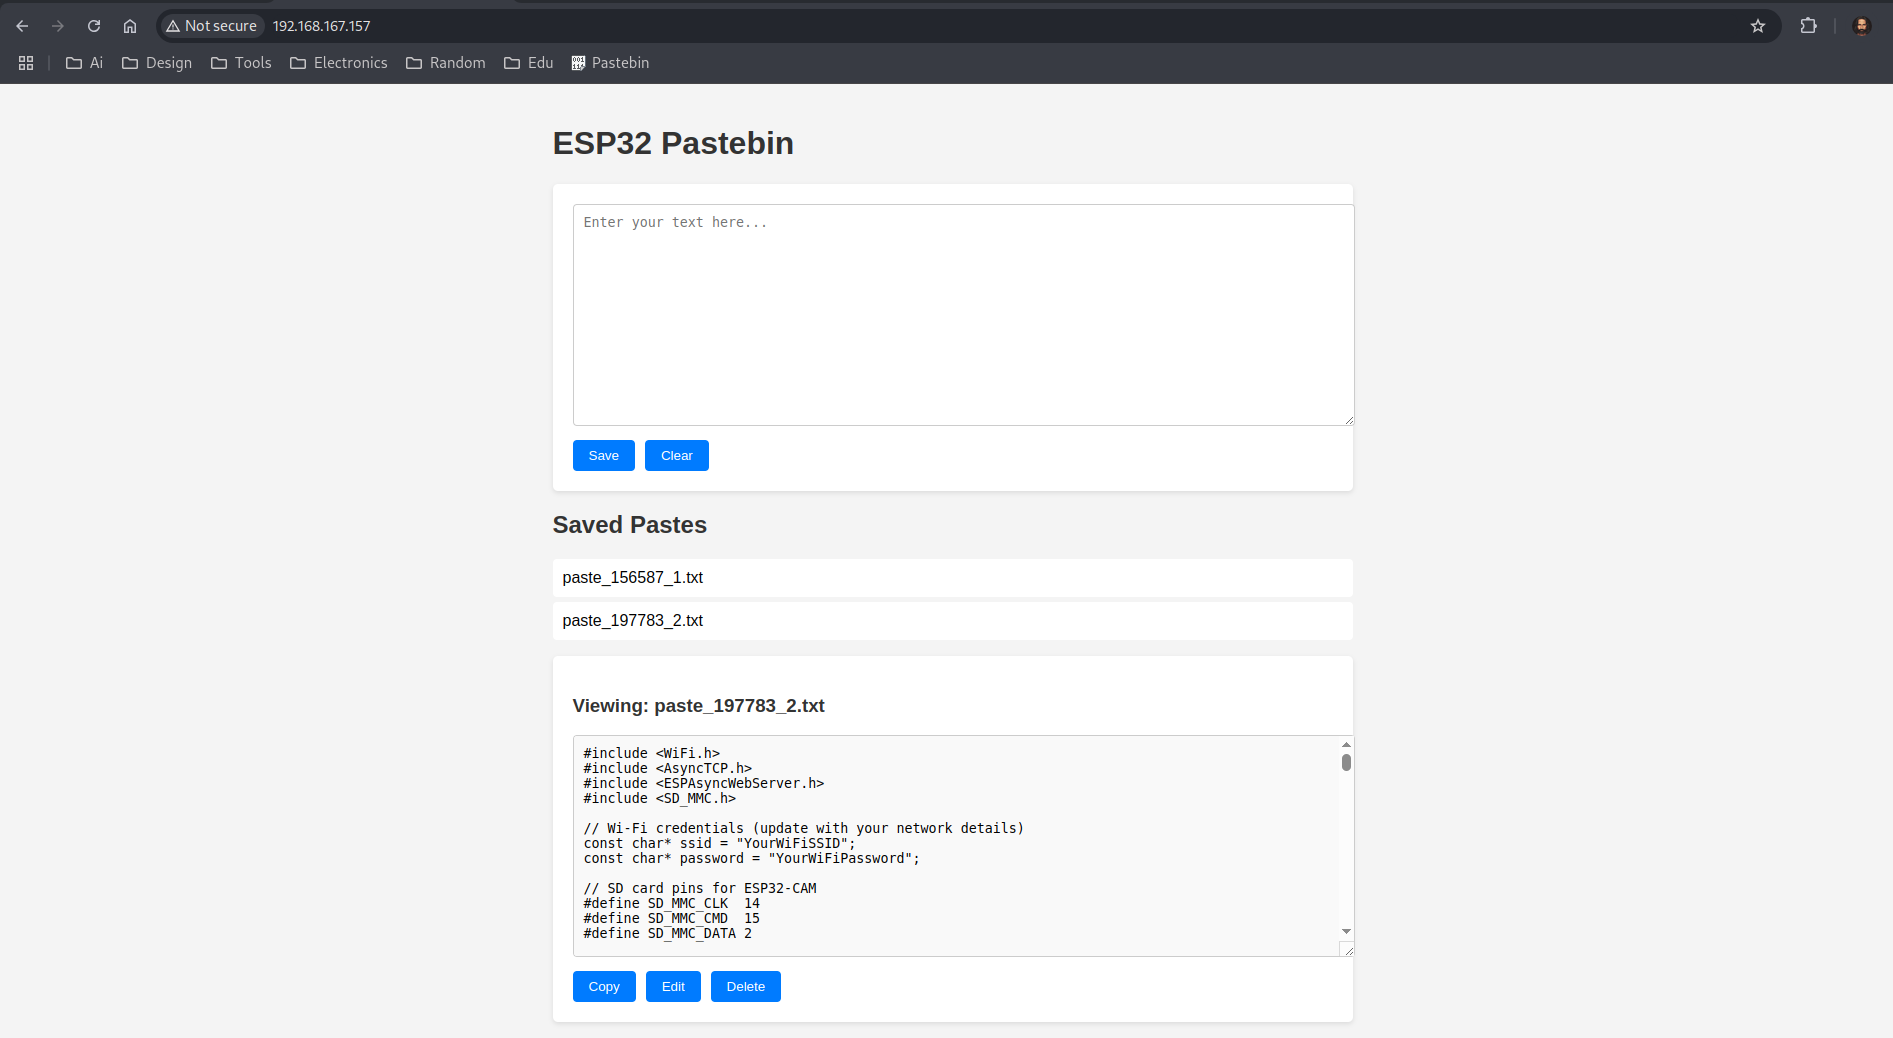 Not secure 192.168.167.157
Ai Design Tools Electronics Random Edu Pastebin
ESP32 Pastebin
Enter your text here...
Save Clear
Saved Pastes
paste_156587_1.txt
paste_197783_2.txt
Viewing: paste_197783_2.txt
#include <WiFi.h>
#include <AsyncTCP.h>
#include <ESPAsyncWebServer.h>
#include <SD_MMC.h>
// Wi-Fi credentials (update with your network details)
const char* ssid = "YourWiFiSSID";
const char* password = "YourWiFiPassword";
// SD card pins for ESP32-CAM
#define SD_MMC_CLK  14
#define SD_MMC_CMD  15
#define SD_MMC_DATA 2
Copy Edit Delete